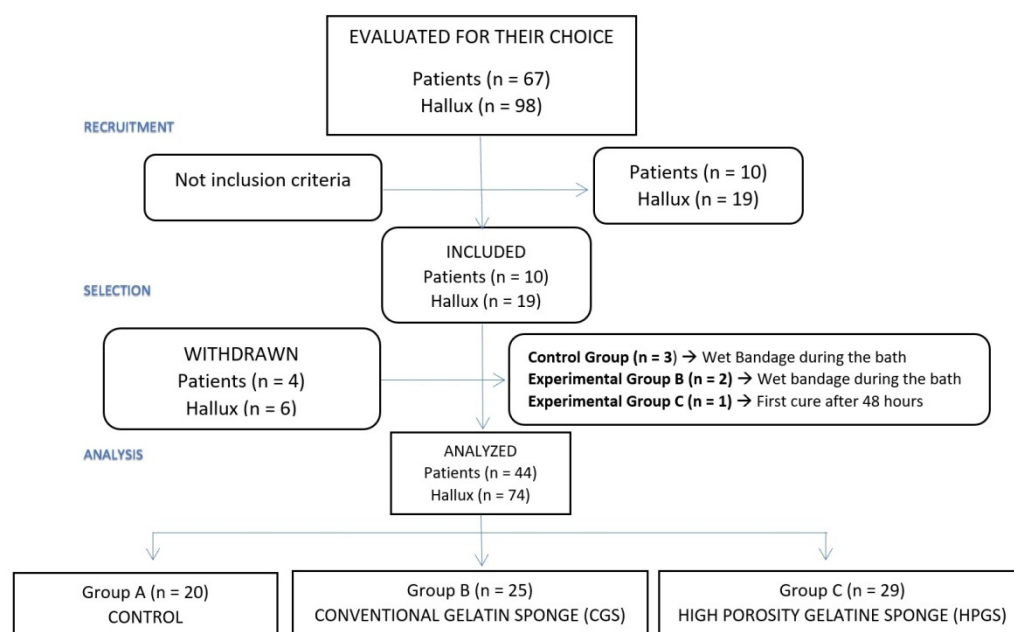 EVALUATED FOR THEIR CHOICE
Patients (n = 67)
Hallux (n = 98)
RECRUITMENT
Not inclusion criteria
Patients (n = 10)
Hallux (n = 19)
INCLUDED
Patients (n = 10)
Hallux (n = 19)
SELECTION
WITHDRAWN
Patients (n = 4)
Hallux (n = 6)
Control Group (n = 3) → Wet Bandage during the bath
Experimental Group B (n = 2) → Wet bandage during the bath
Experimental Group C (n = 1) → First cure after 48 hours
ANALYSIS
ANALYZED
Patients (n = 44)
Hallux (n = 74)
Group A (n = 20)
CONTROL
Group B (n = 25)
CONVENTIONAL GELATIN SPONGE (CGS)
Group C (n = 29)
HIGH POROSITY GELATINE SPONGE (HPGS)